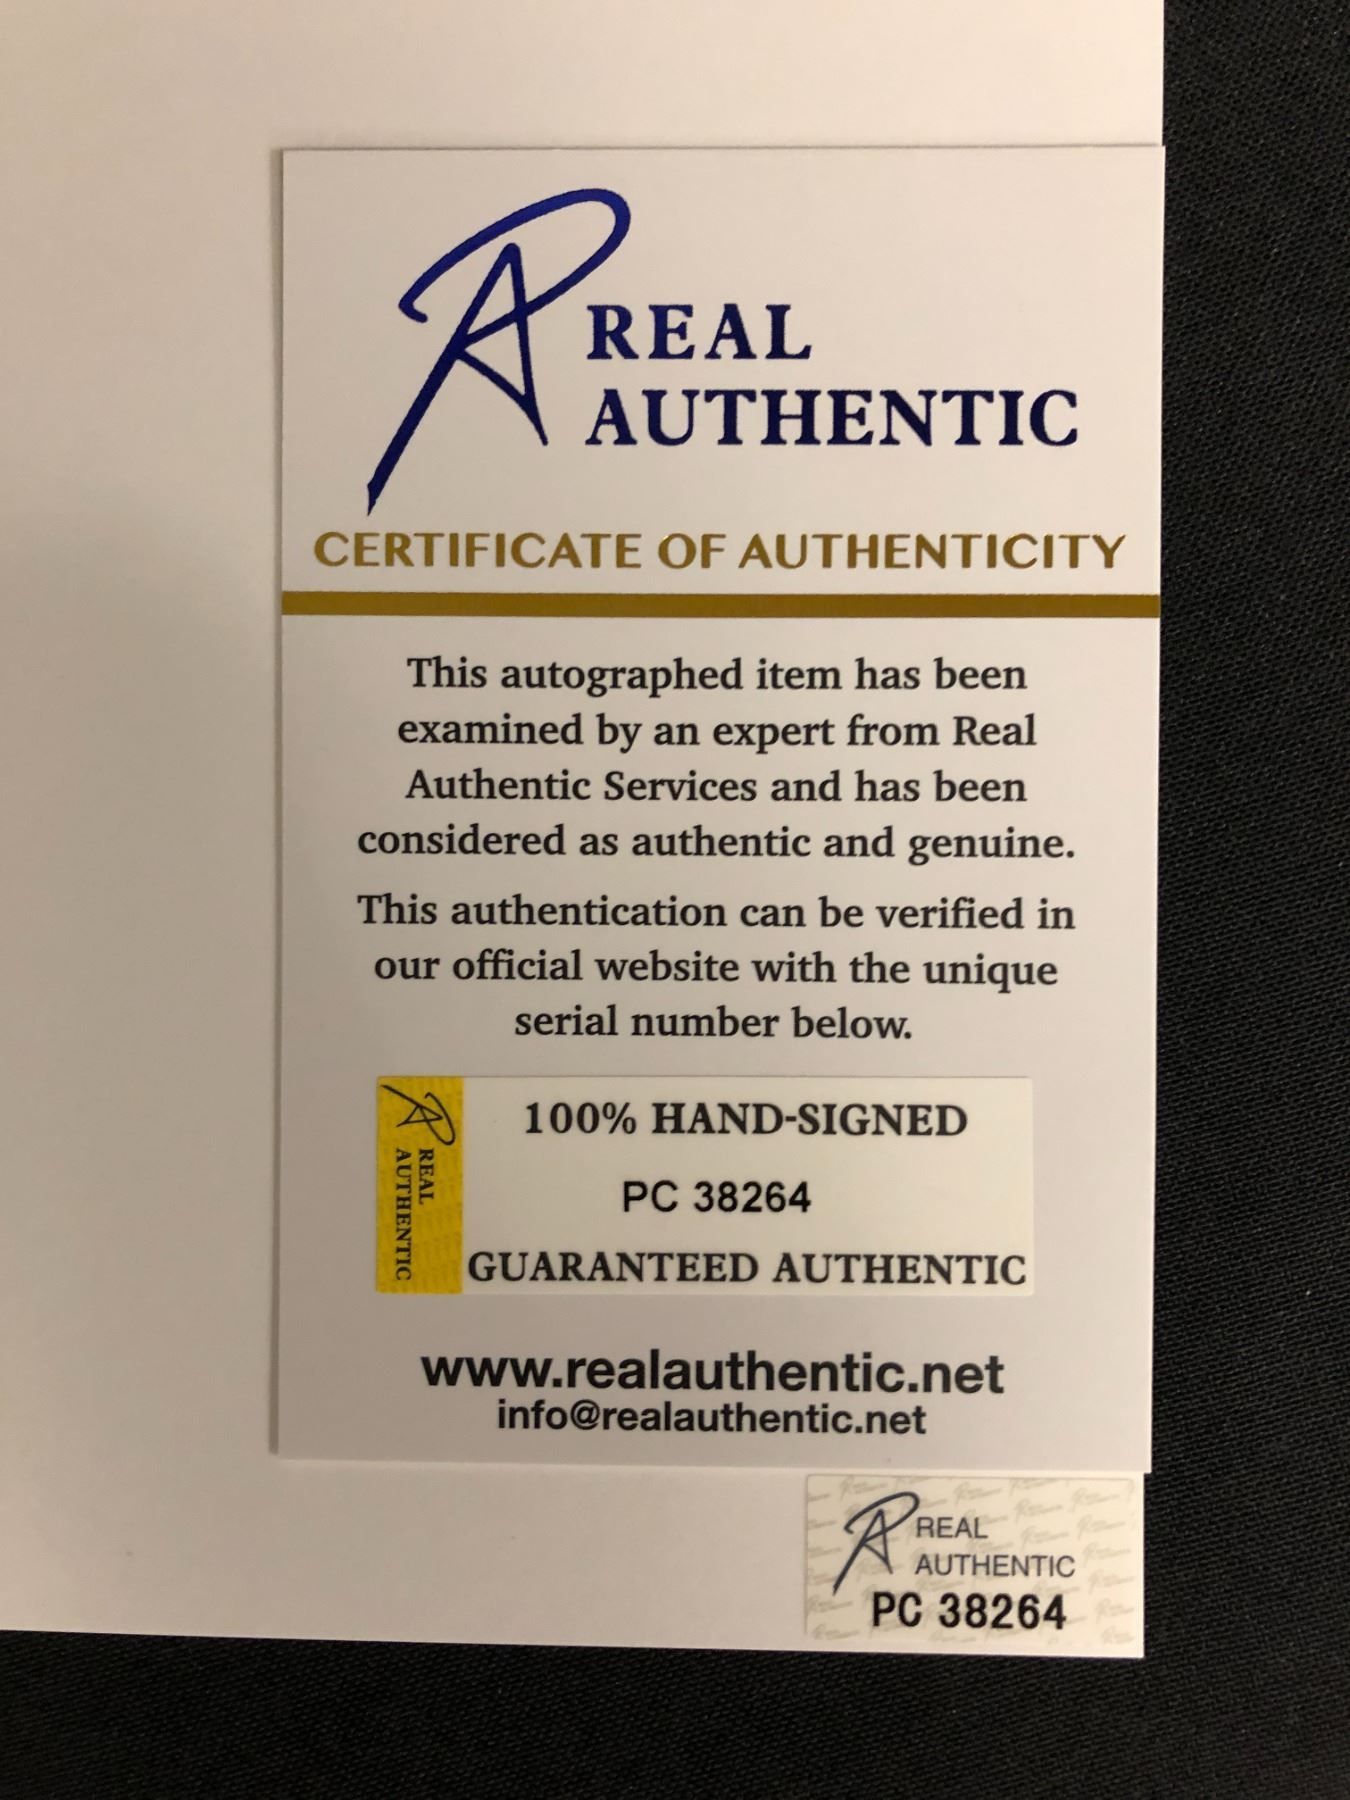 REAL
AUTHENTIC
CERTIFICATE OF AUTHENTICITY
This autographed item has been
examined by an expert from Real
Authentic Services and has been
considered as authentic and genuine.
This authentication can be verified in
our official website with the unique
serial number below.
REAL
AUTHENTIC
100% HAND-SIGNED
PC 38264
GUARANTEED AUTHENTIC
www.realauthentic.net
info@realauthentic.net
REAL
AUTHENTIC
PC 38264